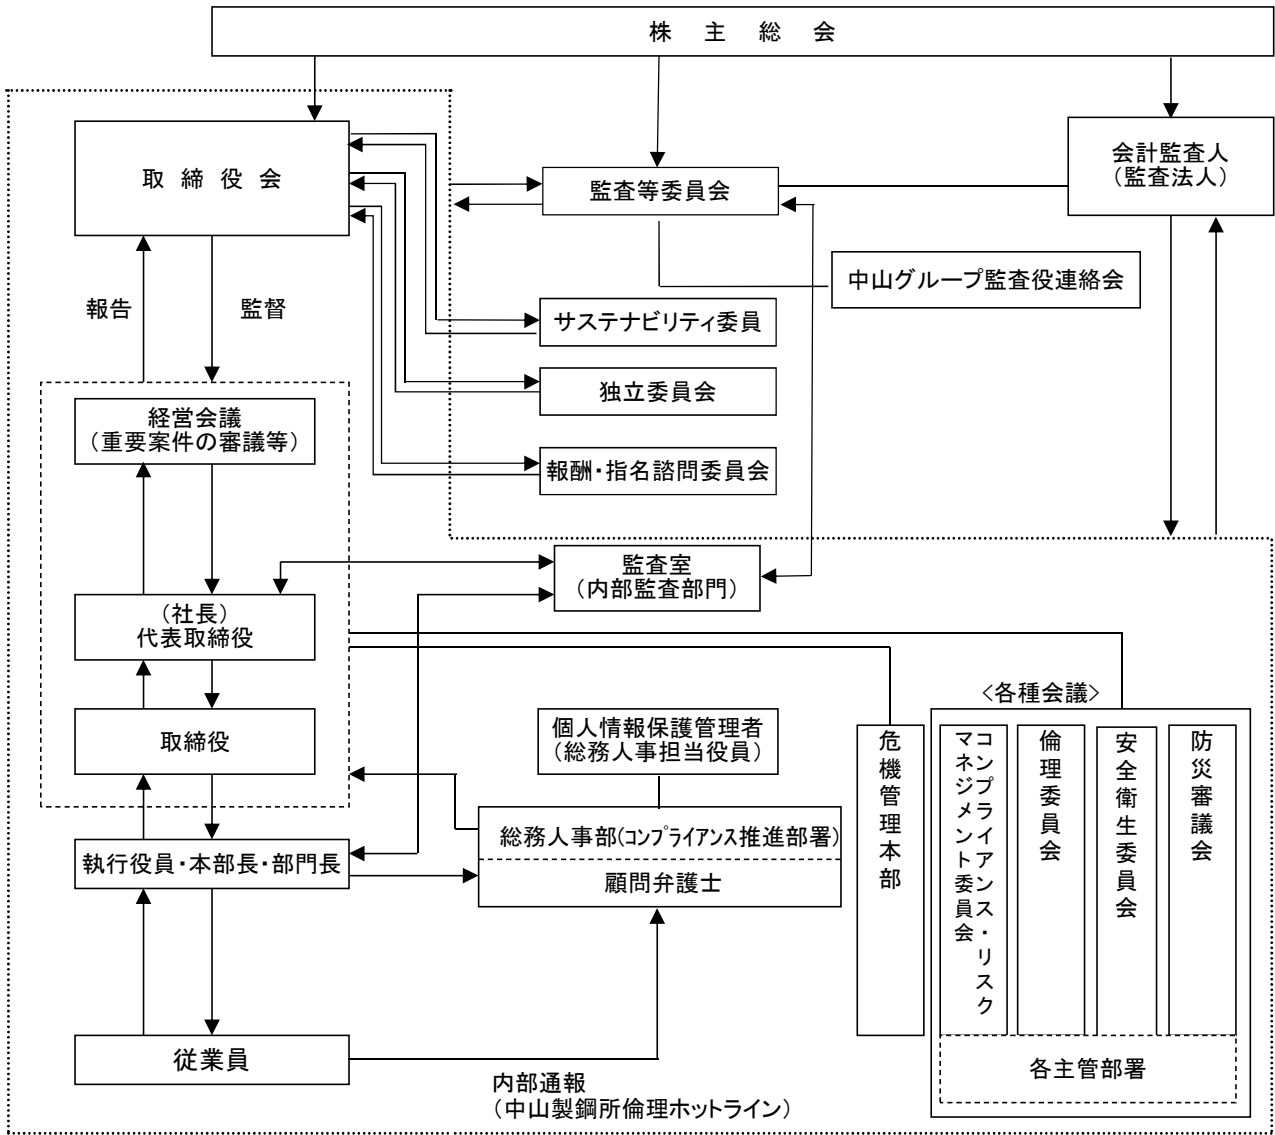 株主総会
取締役会
監査等委員会
会計監査人
（監査法人）
中山グループ監査役連絡会
報告
監督
サステナビリティ委員
独立委員会
報酬・指名諮問委員会
経営会議
（重要案件の審議等）
監査室
（内部監査部門）
（社長）
代表取締役
取締役
個人情報保護管理者
（総務人事担当役員）
総務人事部(コンプライアンス推進部署)
顧問弁護士
執行役員・本部長・部門長
従業員
内部通報
（中山製鋼所倫理ホットライン）
危機管理本部
＜各種会議＞
コンプライアンス・リスク
マネジメント委員会
倫理委員会
安全衛生委員会
防災審議会
各主管部署